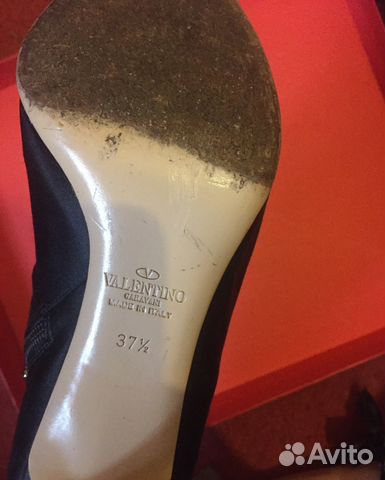 VALENTINO
GARAVANI
MADE IN ITALY
37½
Avito